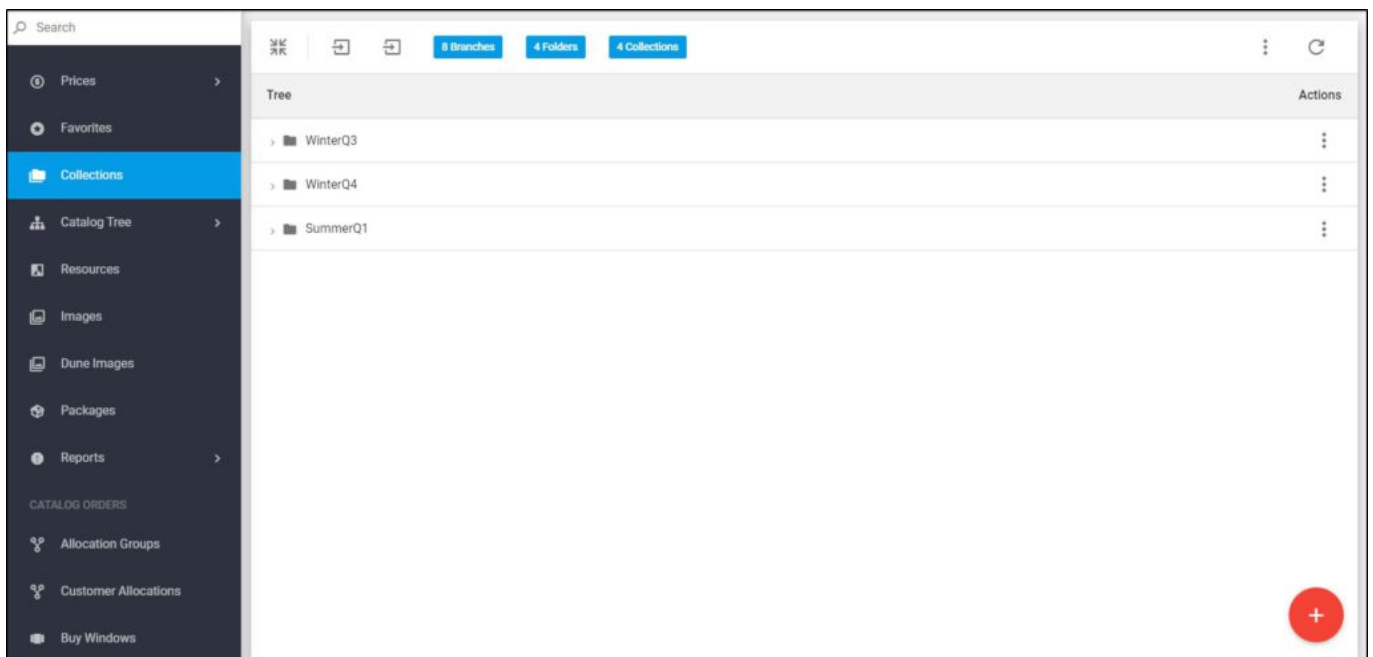 Search
8 Branches 4 Folders 4 Collections
Prices
Tree Actions
Favorites
WinterQ3
Collections
WinterQ4
Catalog Tree
SummerQ1
Resources
Images
Dune Images
Packages
Reports
CATALOG ORDERS
Allocation Groups
Customer Allocations
Buy Windows